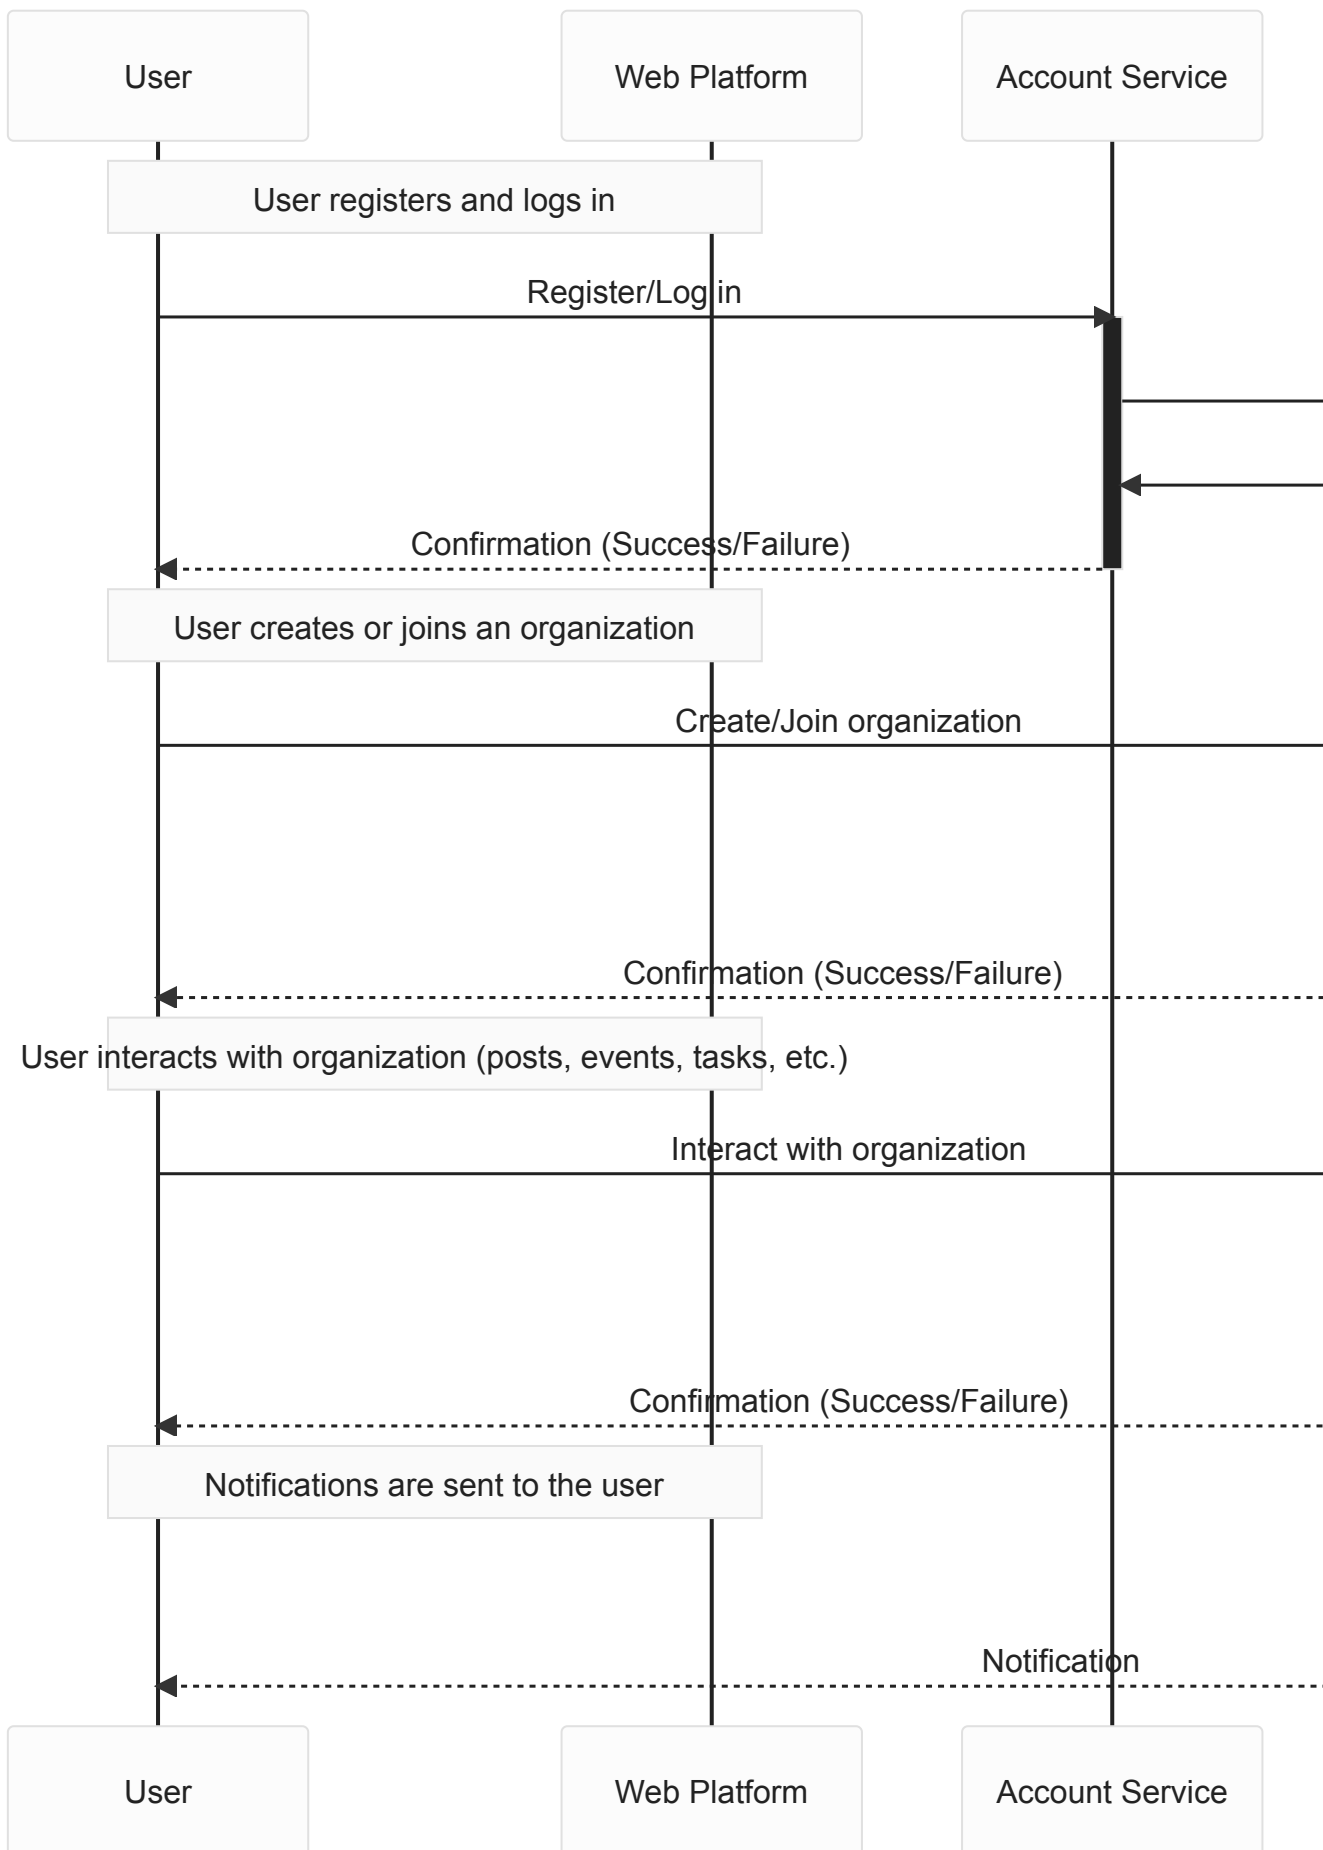 User
Web Platform
Account Service
User registers and logs in
Register/Log in
Confirmation (Success/Failure)
User creates or joins an organization
Create/Join organization
Confirmation (Success/Failure)
User interacts with organization (posts, events, tasks, etc.)
Interact with organization
Confirmation (Success/Failure)
Notifications are sent to the user
Notification
User
Web Platform
Account Service